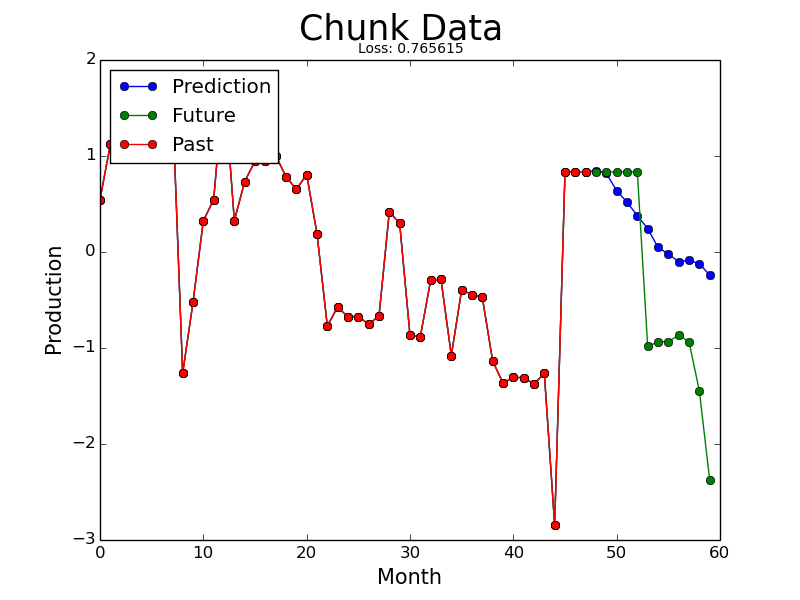 Chunk Data
Loss: 0.765615
Prediction
Future
Past
2
1
0
−1
−2
−3
Production
0 10 20 30 40 50 60
Month